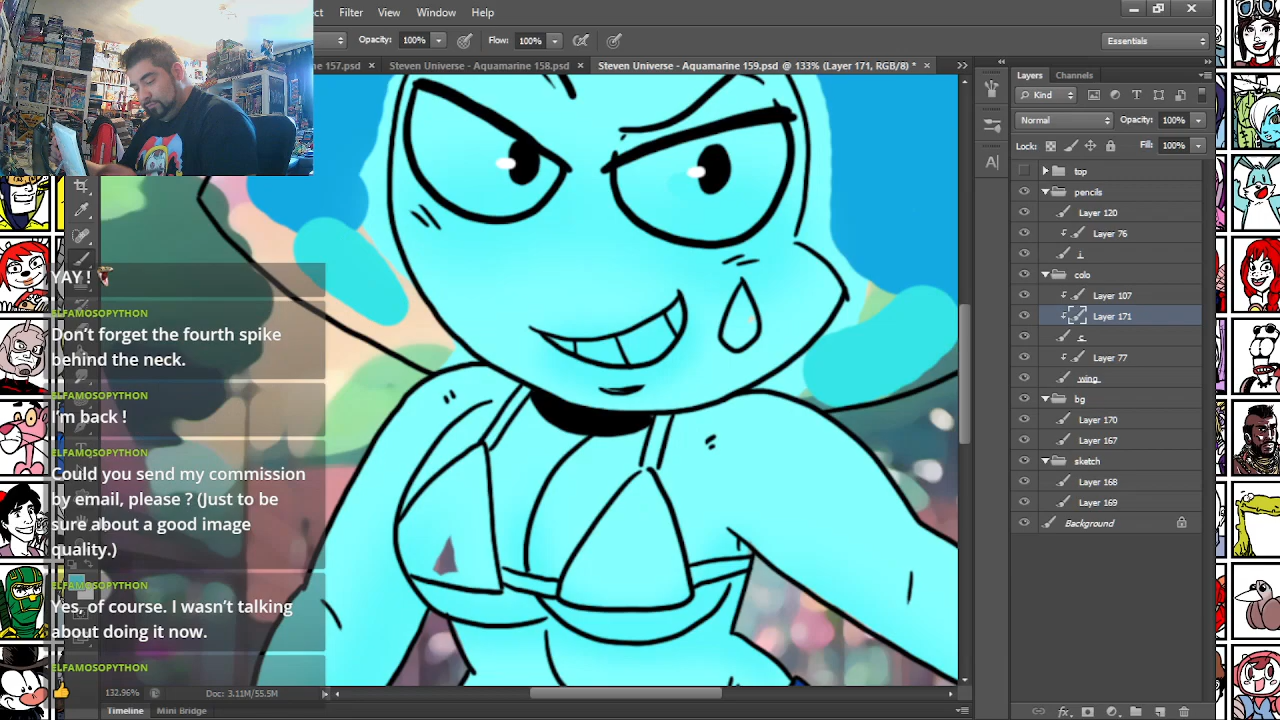 ct Filter View Window Help
Opacity: 100% Flow: 100% Essentials
157.psd × Steven Universe - Aquamarine 158.psd × Steven Universe - Aquamarine 159.psd @ 133% (Layer 171, RGB/8) * ×
Layers Channels
Kind
Normal Opacity: 100%
Lock: Fill: 100%
top
pencils
Layer 120
Layer 76
i
colo
Layer 107
Layer 171
c
Layer 77
wing
bg
Layer 170
Layer 167
sketch
Layer 168
Layer 169
Background
YAY !
ELFAMOSOPYTHON
Don't forget the fourth spike
behind the neck.
ELFAMOSOPYTHON
I'm back !
ELFAMOSOPYTHON
Could you send my commission
by email, please ? (Just to be
sure about a good image
quality.)
ELFAMOSOPYTHON
Yes, of course. I wasn't talking
about doing it now.
ELFAMOSOPYTHON
132.96% Doc: 3.11M/55.5M
Timeline Mini Bridge